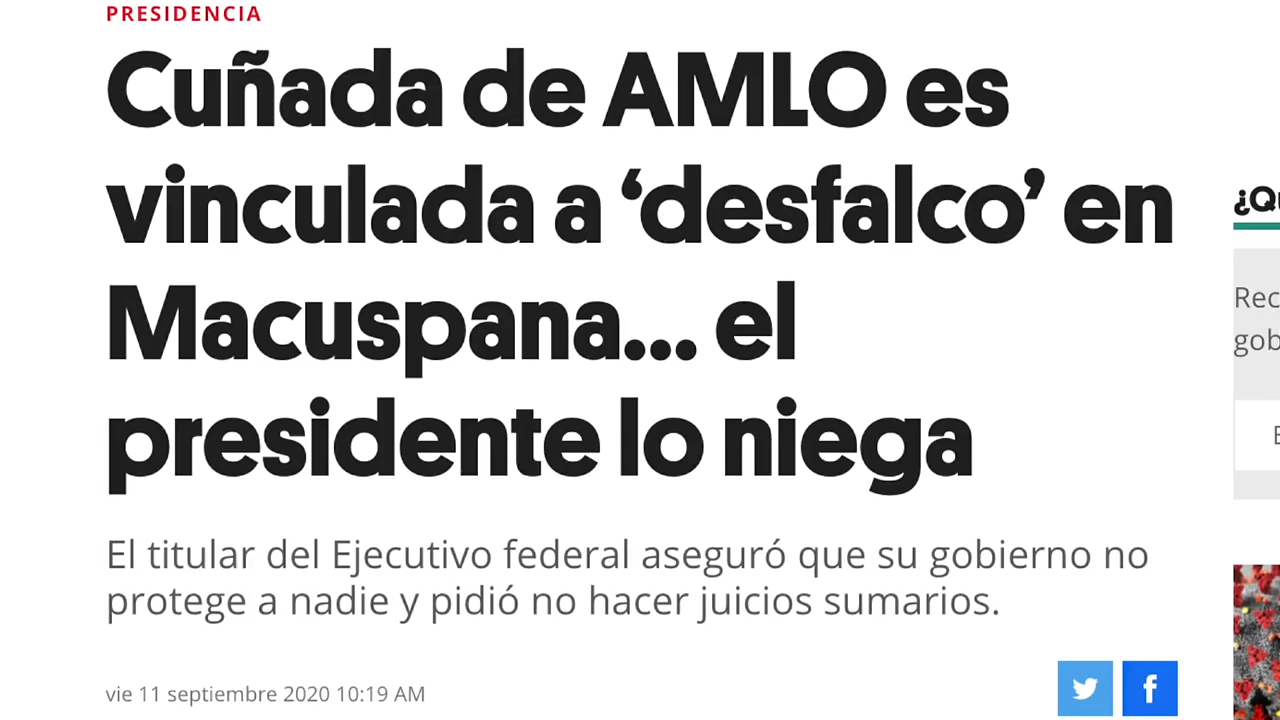 PRESIDENCIA
Cuñada de AMLO es
vinculada a ‘desfalco’ en
Macuspana... el
presidente lo niega
El titular del Ejecutivo federal aseguró que su gobierno no
protege a nadie y pidió no hacer juicios sumarios.
vie 11 septiembre 2020 10:19 AM